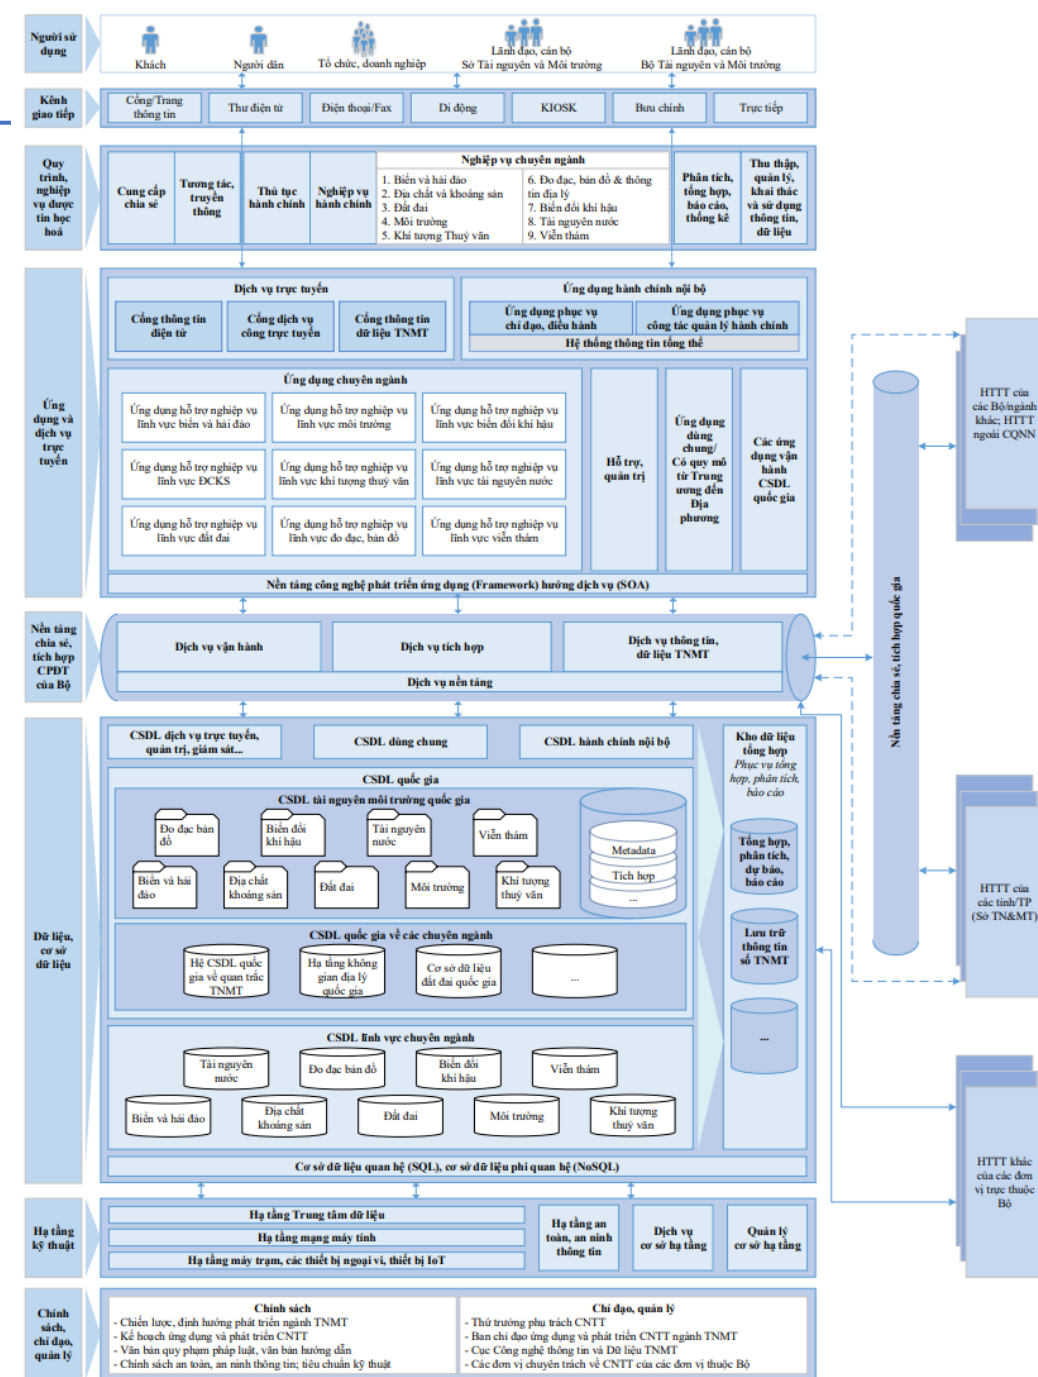 Người sử
dụng
Khách
Người dân
Tổ chức, doanh nghiệp
Lãnh đạo, cán bộ
Sở Tài nguyên và Môi trường
Lãnh đạo, cán bộ
Bộ Tài nguyên và Môi trường
Kênh
giao tiếp
Cổng/Trang
thông tin
Thư điện tử
Điện thoại/Fax
Di động
KIOSK
Bưu chính
Trực tiếp
Quy
trình,
nghiệp
vụ được
tin học
hoá
Cung cấp
chia sẻ
Tương tác,
truyền
thông
Thủ tục
hành chính
Nghiệp vụ
hành chính
Nghiệp vụ chuyên ngành
1. Biển và hải đảo
2. Địa chất và khoáng sản
3. Đất đai
4. Môi trường
5. Khí tượng Thuỷ văn
6. Đo đạc, bản đồ & thông
tin địa lý
7. Biến đổi khí hậu
8. Tài nguyên nước
9. Viễn thám
Phân tích,
tổng hợp,
báo cáo,
thống kê
Thu thập,
quản lý,
khai thác
và sử dụng
thông tin,
dữ liệu
Ứng
dụng và
dịch vụ
trực
tuyến
Dịch vụ trực tuyến
Cổng thông tin
điện tử
Cổng dịch vụ
công trực tuyến
Cổng thông tin
dữ liệu TNMT
Ứng dụng hành chính nội bộ
Ứng dụng phục vụ
chỉ đạo, điều hành
Ứng dụng phục vụ
công tác quản lý hành chính
Hệ thống thông tin tổng thể
Ứng dụng chuyên ngành
Ứng dụng hỗ trợ nghiệp vụ
lĩnh vực biển và hải đảo
Ứng dụng hỗ trợ nghiệp vụ
lĩnh vực môi trường
Ứng dụng hỗ trợ nghiệp vụ
lĩnh vực biến đổi khí hậu
Ứng dụng hỗ trợ nghiệp vụ
lĩnh vực ĐCKS
Ứng dụng hỗ trợ nghiệp vụ
lĩnh vực khí tượng thuỷ văn
Ứng dụng hỗ trợ nghiệp vụ
lĩnh vực tài nguyên nước
Ứng dụng hỗ trợ nghiệp vụ
lĩnh vực đất đai
Ứng dụng hỗ trợ nghiệp vụ
lĩnh vực đo đạc, bản đồ
Ứng dụng hỗ trợ nghiệp vụ
lĩnh vực viễn thám
Hỗ trợ,
quản trị
Ứng dụng
dùng
chung/
Có quy mô
từ Trung
ương đến
Địa
phương
Các ứng
dụng vận
hành
CSDL
quốc gia
Nền tảng công nghệ phát triển ứng dụng (Framework) hướng dịch vụ (SOA)
Nền tảng
chia sẻ,
tích hợp
CPĐT
của Bộ
Dịch vụ vận hành
Dịch vụ tích hợp
Dịch vụ thông tin,
dữ liệu TNMT
Dịch vụ nền tảng
Dữ liệu,
cơ sở
dữ liệu
CSDL dịch vụ trực tuyến,
quản trị, giám sát...
CSDL dùng chung
CSDL hành chính nội bộ
CSDL quốc gia
CSDL tài nguyên môi trường quốc gia
Đo đạc bản
đồ
Biến đổi
khí hậu
Tài nguyên
nước
Viễn thám
Biển và hải
đảo
Địa chất
khoáng sản
Đất đai
Môi trường
Khí tượng
thuỷ văn
Metadata
Tích hợp
...
CSDL quốc gia về các chuyên ngành
Hệ CSDL quốc
gia về quan trắc
TNMT
Hạ tầng không
gian địa lý
quốc gia
Cơ sở dữ liệu
đất đai quốc gia
...
CSDL lĩnh vực chuyên ngành
Tài nguyên
nước
Đo đạc bản đồ
Biến đổi
khí hậu
Viễn thám
Biển và hải đảo
Địa chất
khoáng sản
Đất đai
Môi trường
Khí tượng
thuỷ văn
Kho dữ liệu
tổng hợp
Phục vụ tổng
hợp, phân tích,
báo cáo
Tổng hợp,
phân tích,
dự báo,
báo cáo
Lưu trữ
thông tin
số TNMT
...
Cơ sở dữ liệu quan hệ (SQL), cơ sở dữ liệu phi quan hệ (NoSQL)
Hạ tầng
kỹ thuật
Hạ tầng Trung tâm dữ liệu
Hạ tầng mạng máy tính
Hạ tầng máy trạm, các thiết bị ngoại vi, thiết bị IoT
Hạ tầng an
toàn, an ninh
thông tin
Dịch vụ
cơ sở hạ tầng
Quản lý
cơ sở hạ tầng
Chính
sách,
chỉ đạo,
quản lý
Chính sách
- Chiến lược, định hướng phát triển ngành TNMT
- Kế hoạch ứng dụng và phát triển CNTT
- Văn bản quy phạm pháp luật, văn bản hướng dẫn
- Chính sách an toàn, an ninh thông tin; tiêu chuẩn kỹ thuật
Chỉ đạo, quản lý
- Thứ trưởng phụ trách CNTT
- Ban chỉ đạo ứng dụng và phát triển CNTT ngành TNMT
- Cục Công nghệ thông tin và Dữ liệu TNMT
- Các đơn vị chuyên trách về CNTT của các đơn vị thuộc Bộ
Nền tảng chia sẻ, tích hợp quốc gia
HTTT của
các Bộ/ngành
khác; HTTT
ngoài CQNN
HTTT của
các tỉnh/TP
(Sở TN&MT)
HTTT khác
của các đơn
vị trực thuộc
Bộ